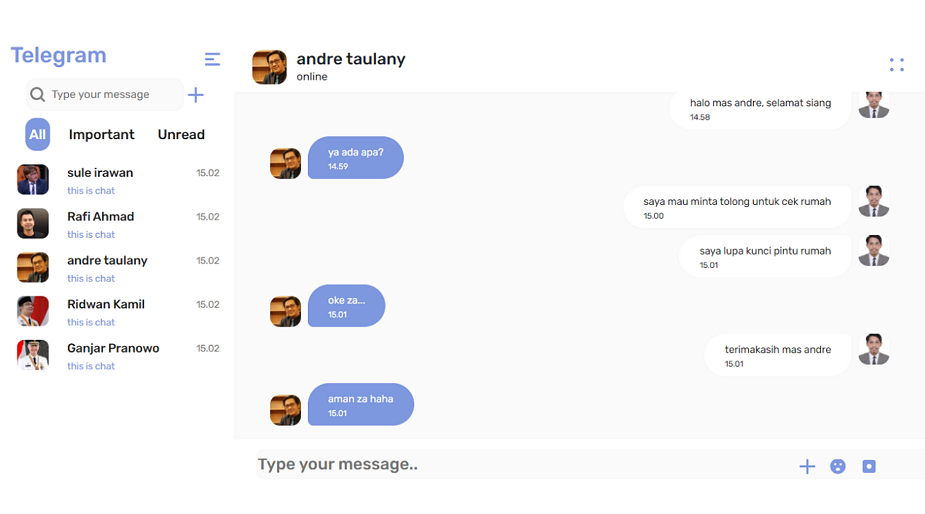 Telegram
Type your message
All Important Unread
sule irawan 15.02
this is chat
Rafi Ahmad 15.02
this is chat
andre taulany 15.02
this is chat
Ridwan Kamil 15.02
this is chat
Ganjar Pranowo 15.02
this is chat
andre taulany
online
halo mas andre, selamat siang
14.58
ya ada apa?
14.59
saya mau minta tolong untuk cek rumah
15.00
saya lupa kunci pintu rumah
15.01
oke za...
15.01
terimakasih mas andre
15.01
aman za haha
15.01
Type your message..